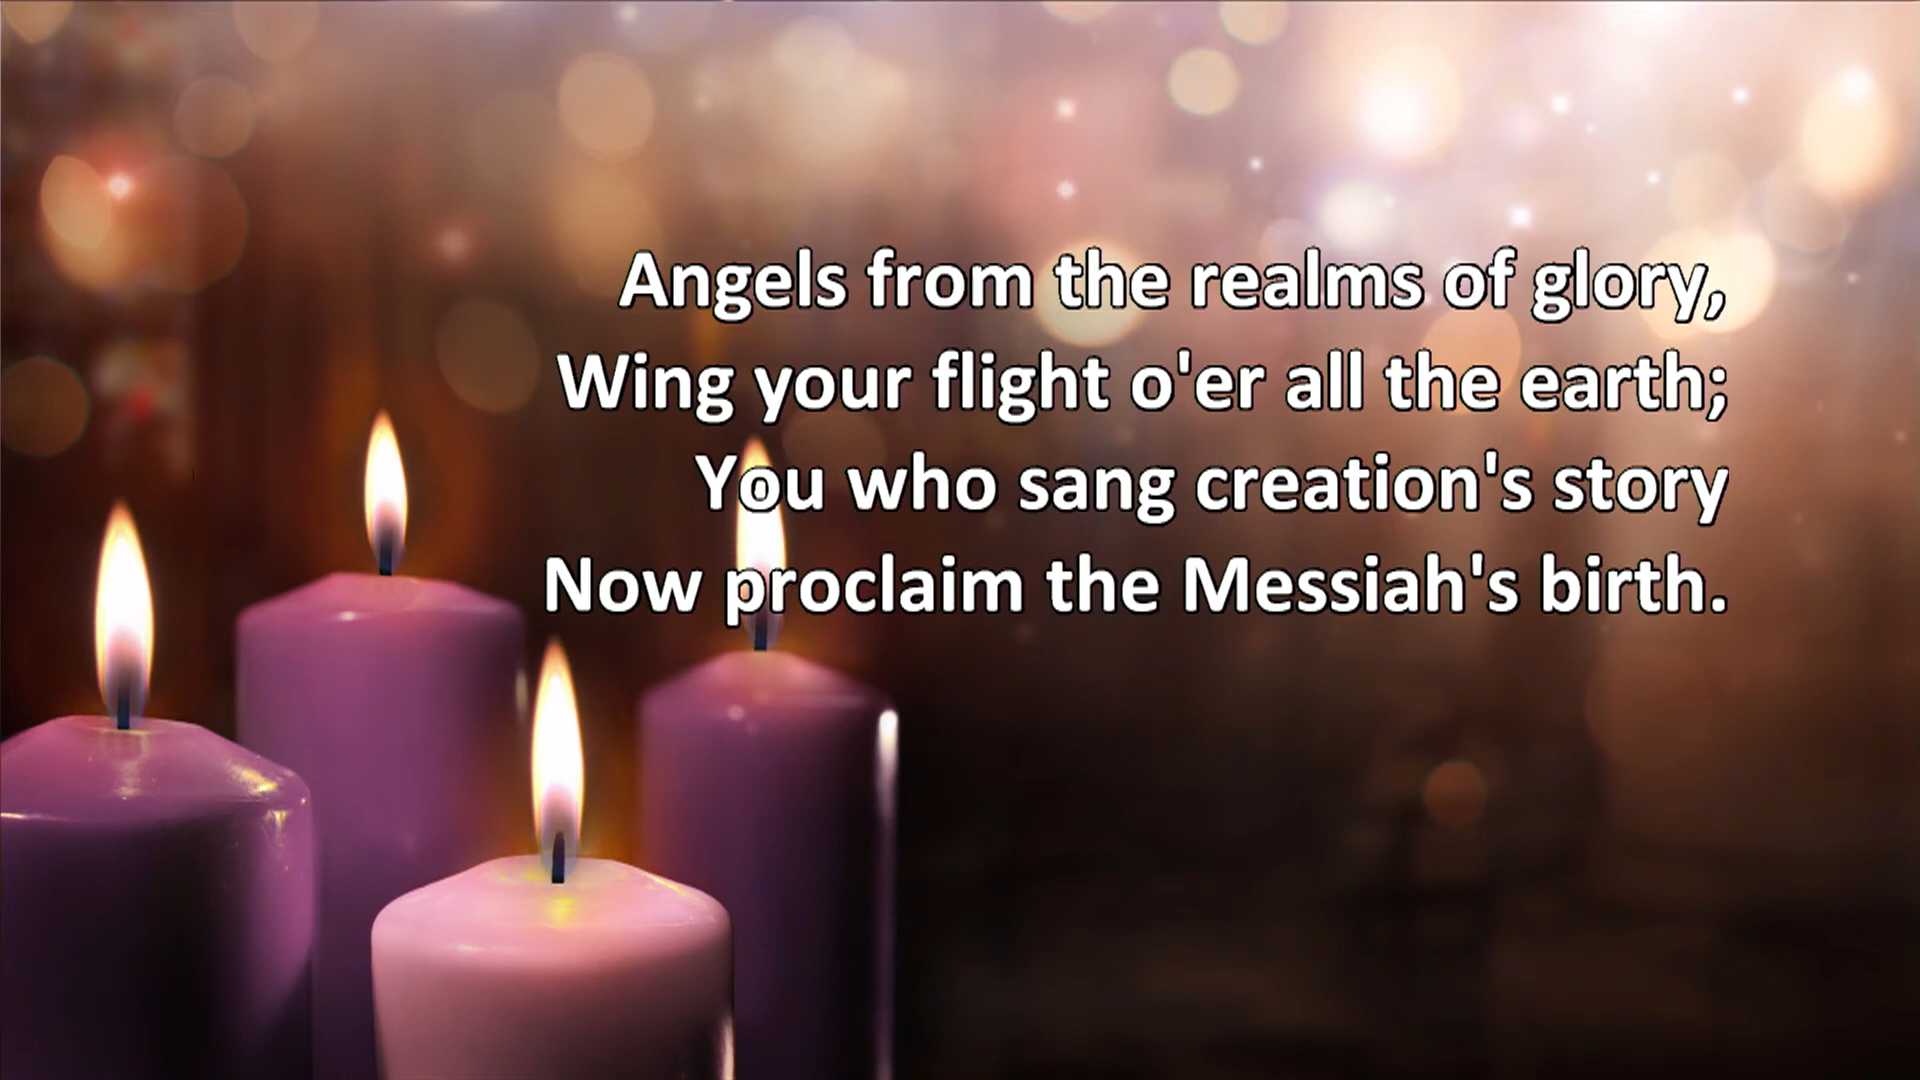 Angels from the realms of glory,
Wing your flight o'er all the earth;
You who sang creation's story
Now proclaim the Messiah's birth.